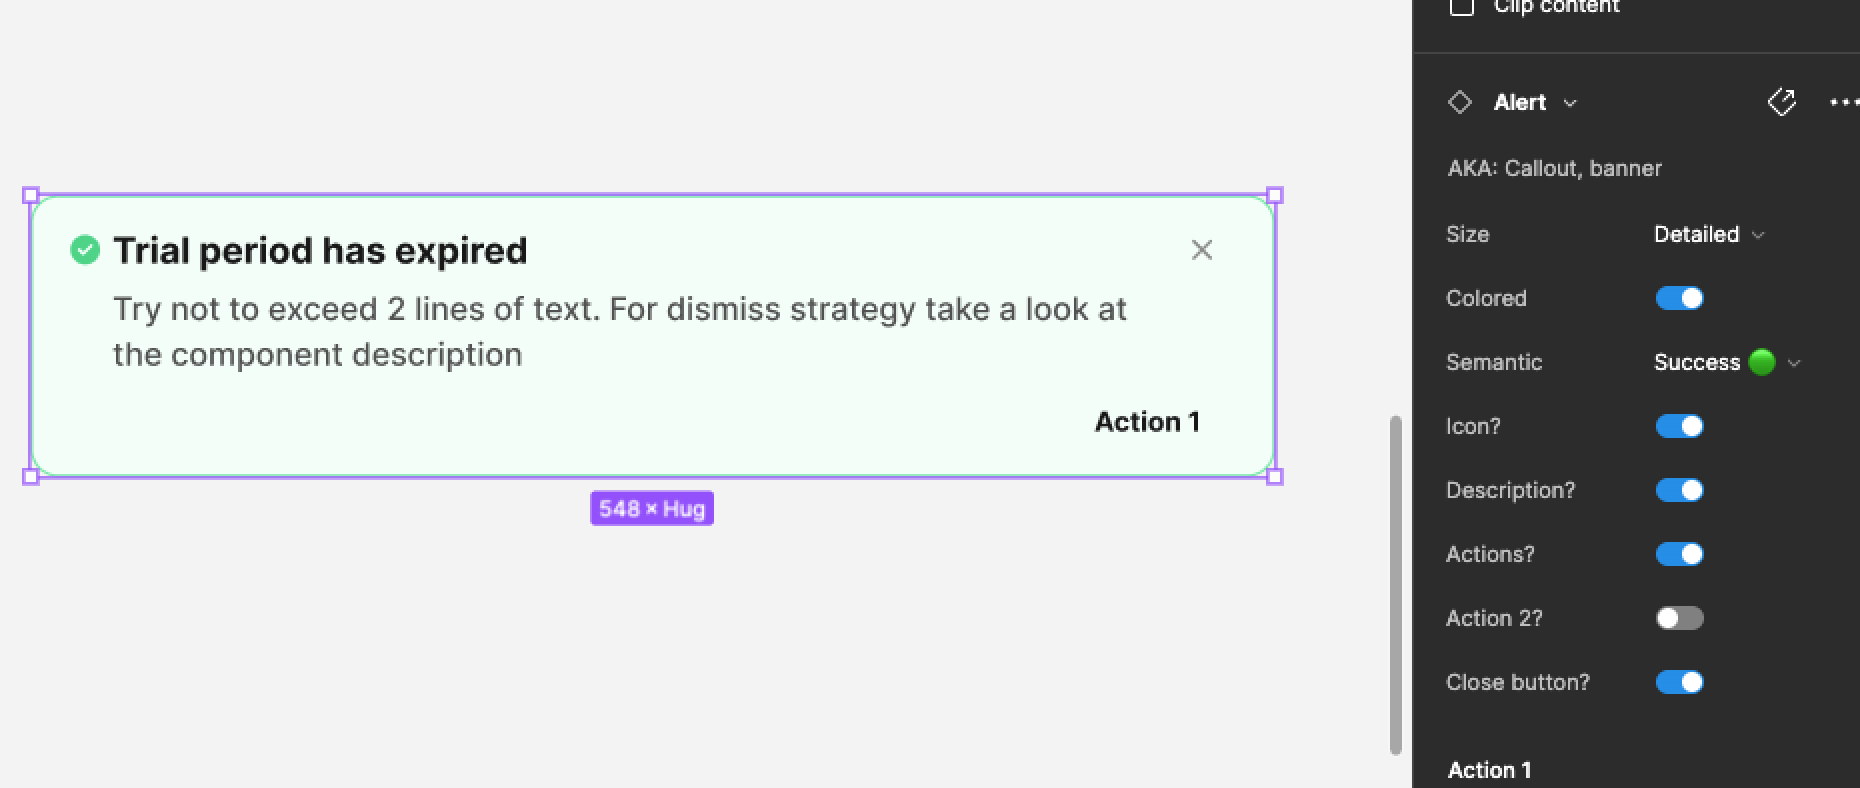 Clip content
Alert
AKA: Callout, banner
Size Detailed
Colored
Semantic Success
Icon?
Description?
Actions?
Action 2?
Close button?
Action 1
Trial period has expired
Try not to exceed 2 lines of text. For dismiss strategy take a look at
the component description
Action 1
548 × Hug